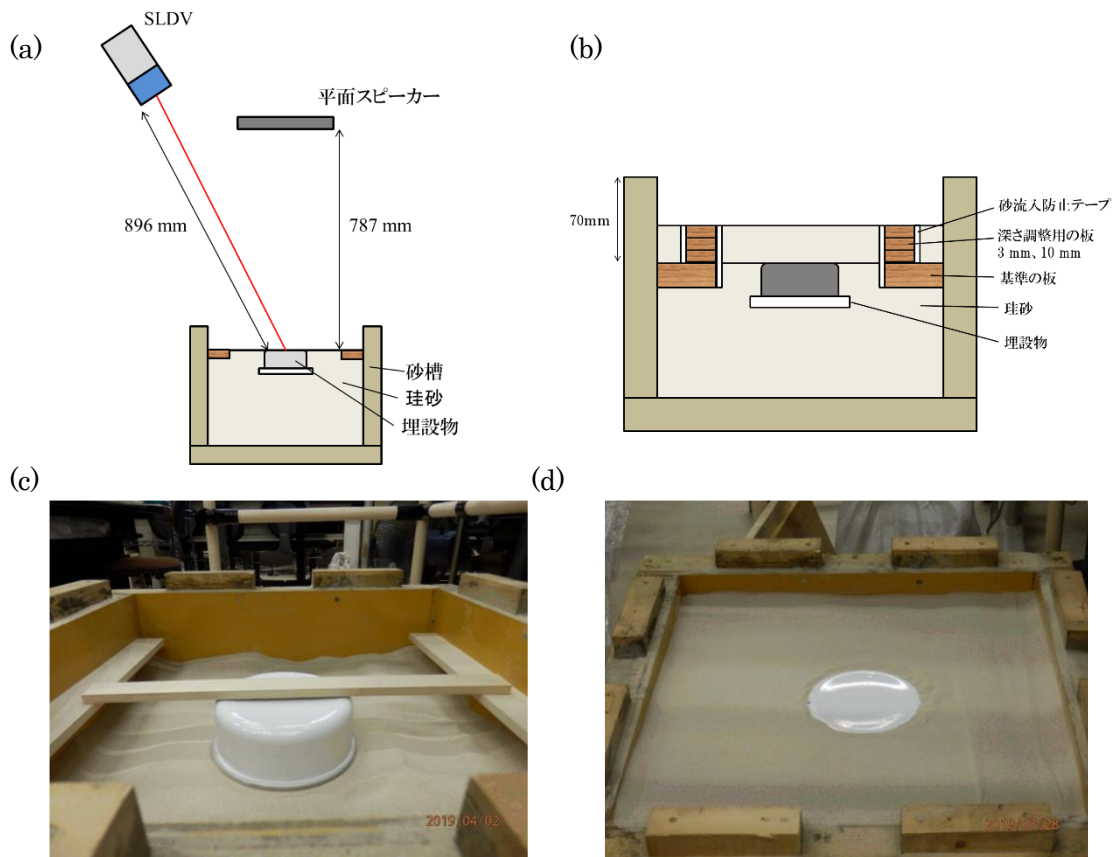 (a)
SLDV
平面スピーカー
896 mm
787 mm
砂槽
珪砂
埋設物
(b)
70mm
砂流入防止テープ
深さ調整用の板
3 mm、10 mm
基準の板
珪砂
埋設物
(c)
2019/04/02
(d)